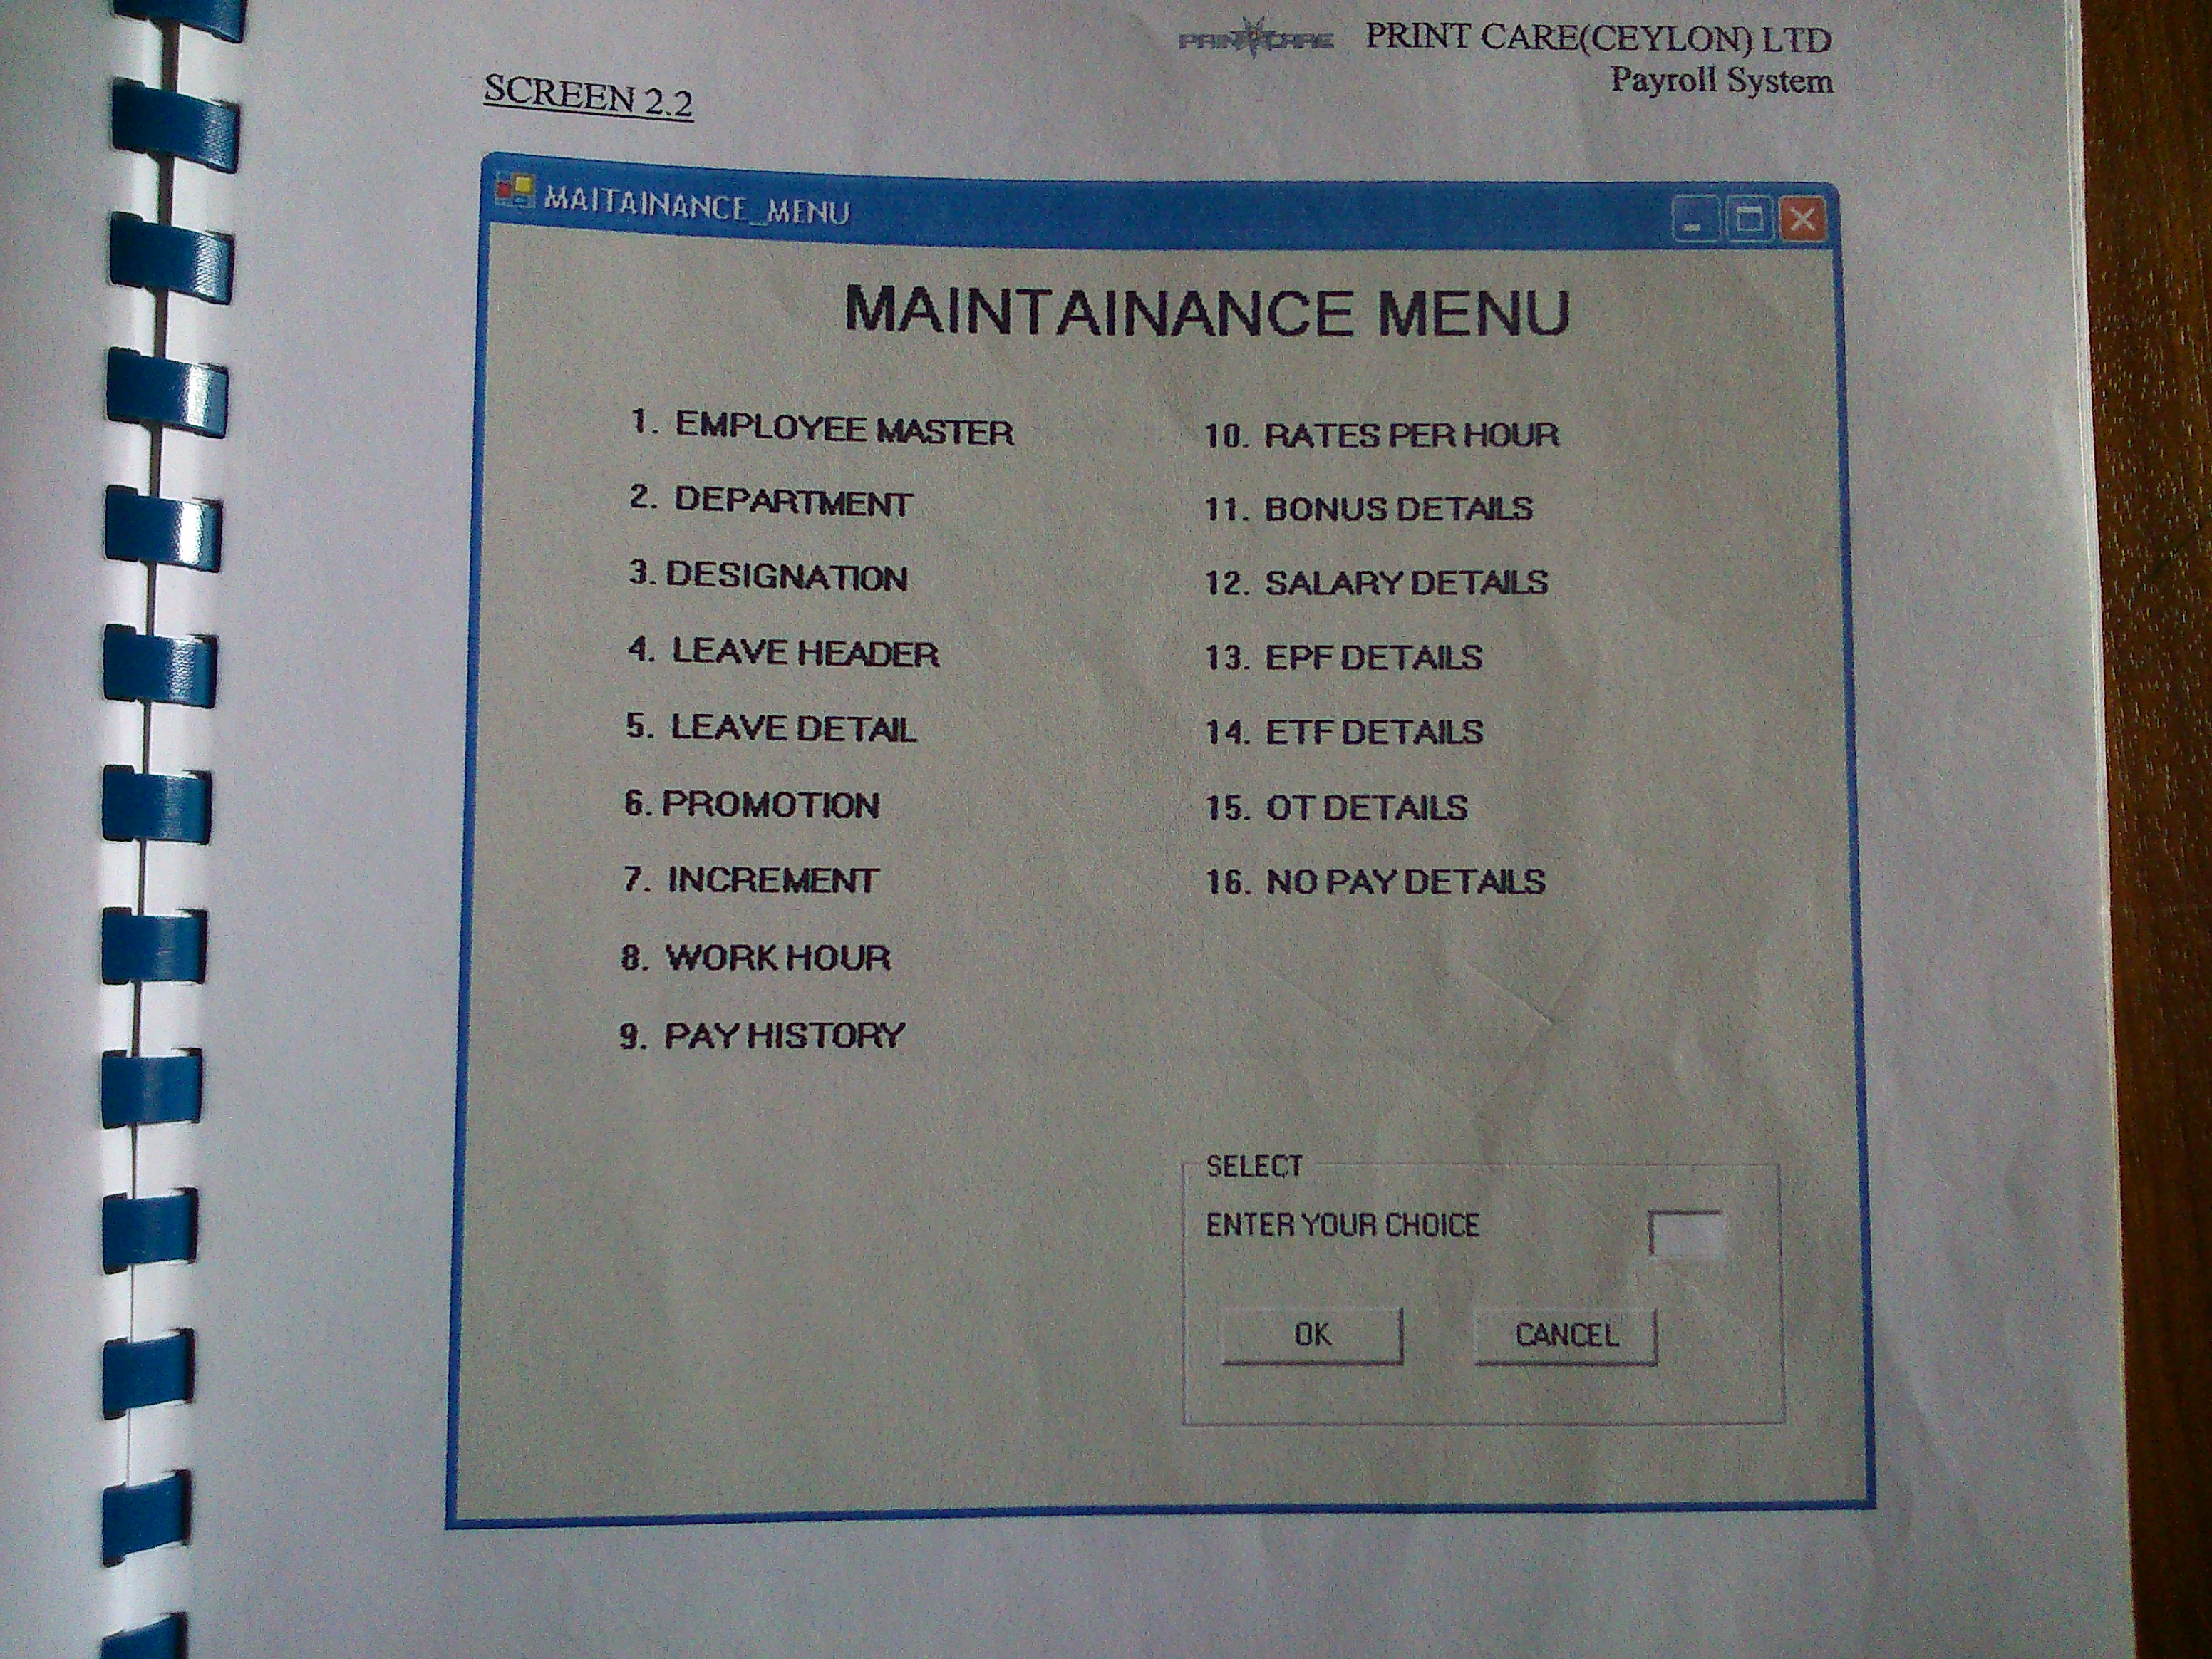 PRINTCARE PRINT CARE(CEYLON) LTD
Payroll System
SCREEN 2.2
MAITAINANCE_MENU
MAINTAINANCE MENU
1. EMPLOYEE MASTER
2. DEPARTMENT
3. DESIGNATION
4. LEAVE HEADER
5. LEAVE DETAIL
6. PROMOTION
7. INCREMENT
8. WORK HOUR
9. PAY HISTORY
10. RATES PER HOUR
11. BONUS DETAILS
12. SALARY DETAILS
13. EPF DETAILS
14. ETF DETAILS
15. OT DETAILS
16. NO PAY DETAILS
SELECT
ENTER YOUR CHOICE
OK CANCEL